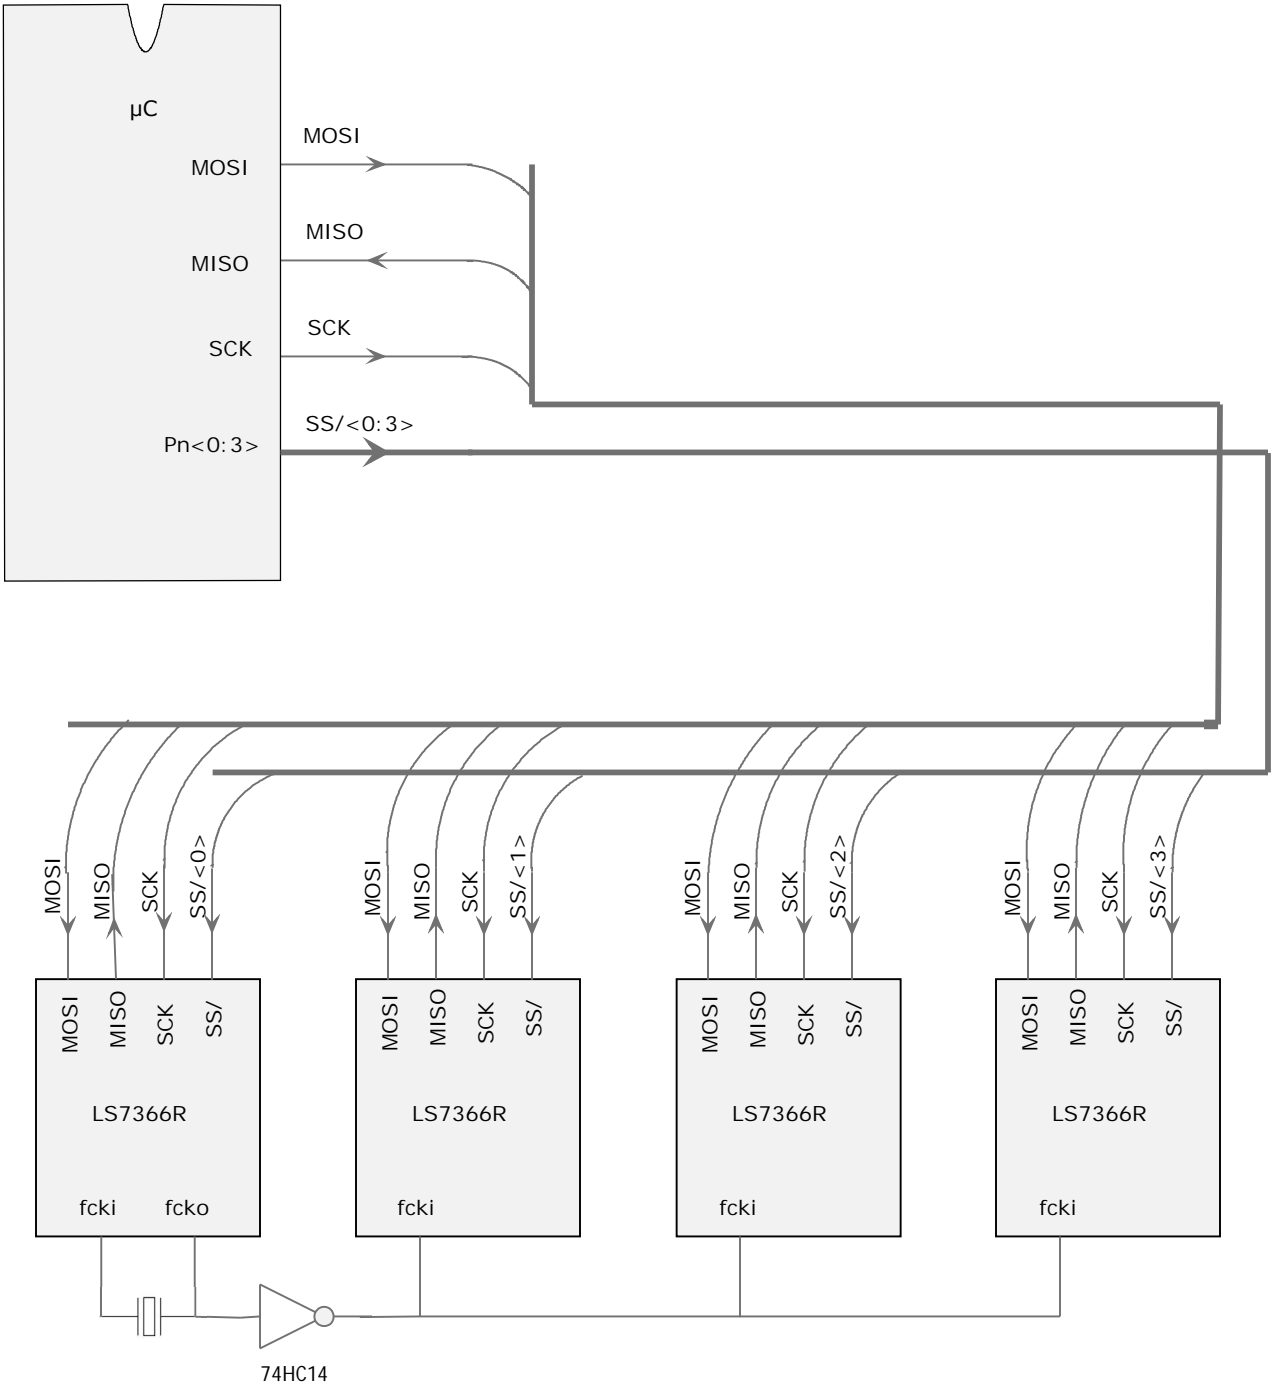 µC
MOSI
MOSI
MISO
MISO
SCK
SCK
SS/<0:3>
Pn<0:3>
MOSI
MISO
SCK
SS/<0>
MOSI
MISO
SCK
SS/<1>
MOSI
MISO
SCK
SS/<2>
MOSI
MISO
SCK
SS/<3>
MOSI
MISO
SCK
SS/
MOSI
MISO
SCK
SS/
MOSI
MISO
SCK
SS/
MOSI
MISO
SCK
SS/
LS7366R
LS7366R
LS7366R
LS7366R
fcki
fcko
fcki
fcki
fcki
74HC14